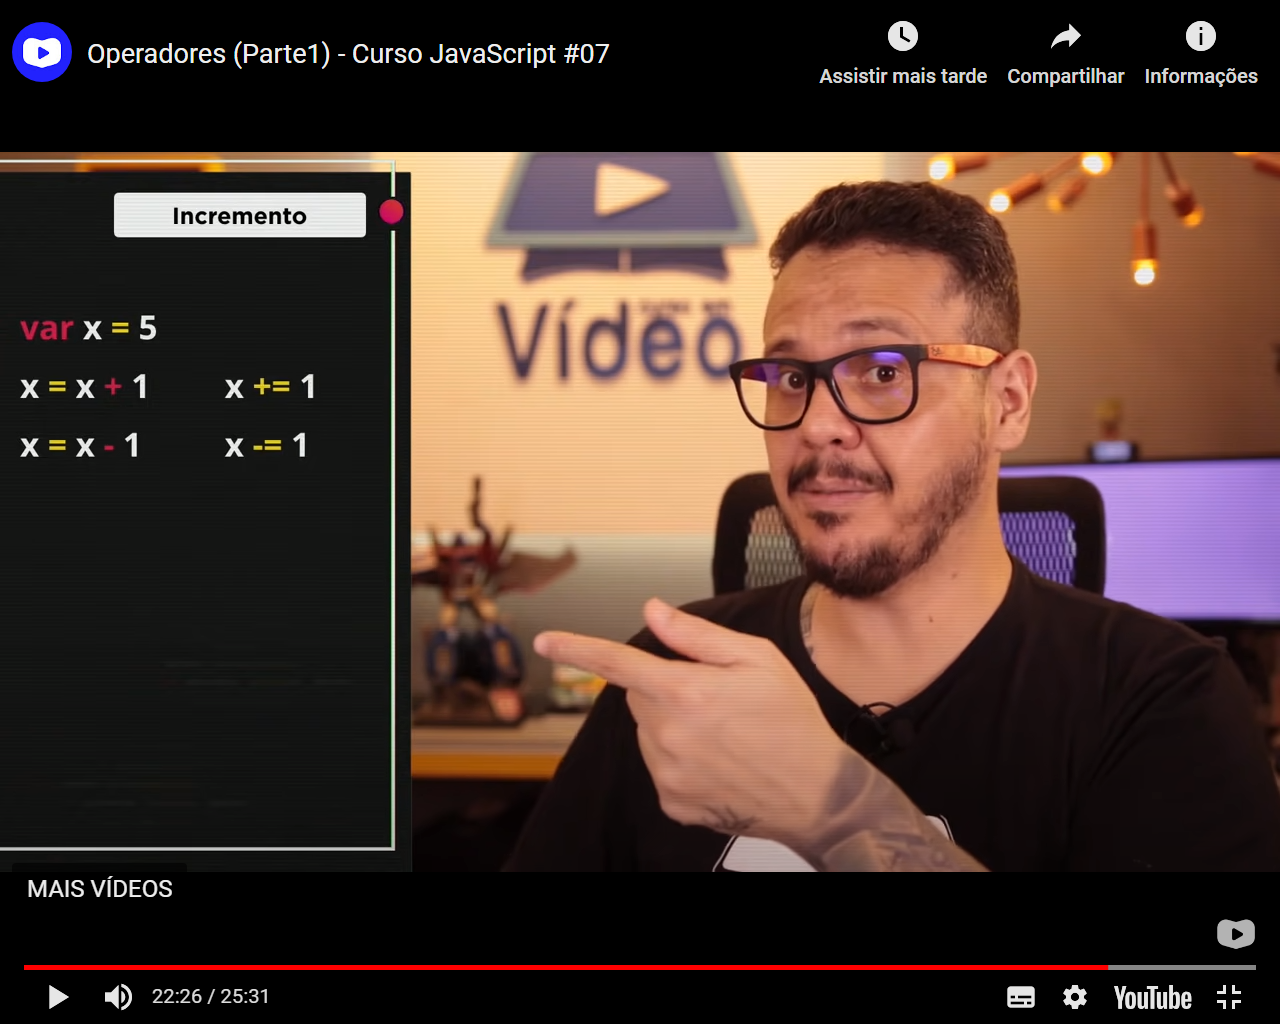 Operadores (Parte1) - Curso JavaScript #07
Assistir mais tarde
Compartilhar
Informações
Incremento
Vídeo
var x = 5
x = x + 1
x += 1
x = x - 1
x -= 1
MAIS VÍDEOS
22:26 / 25:31
YouTube